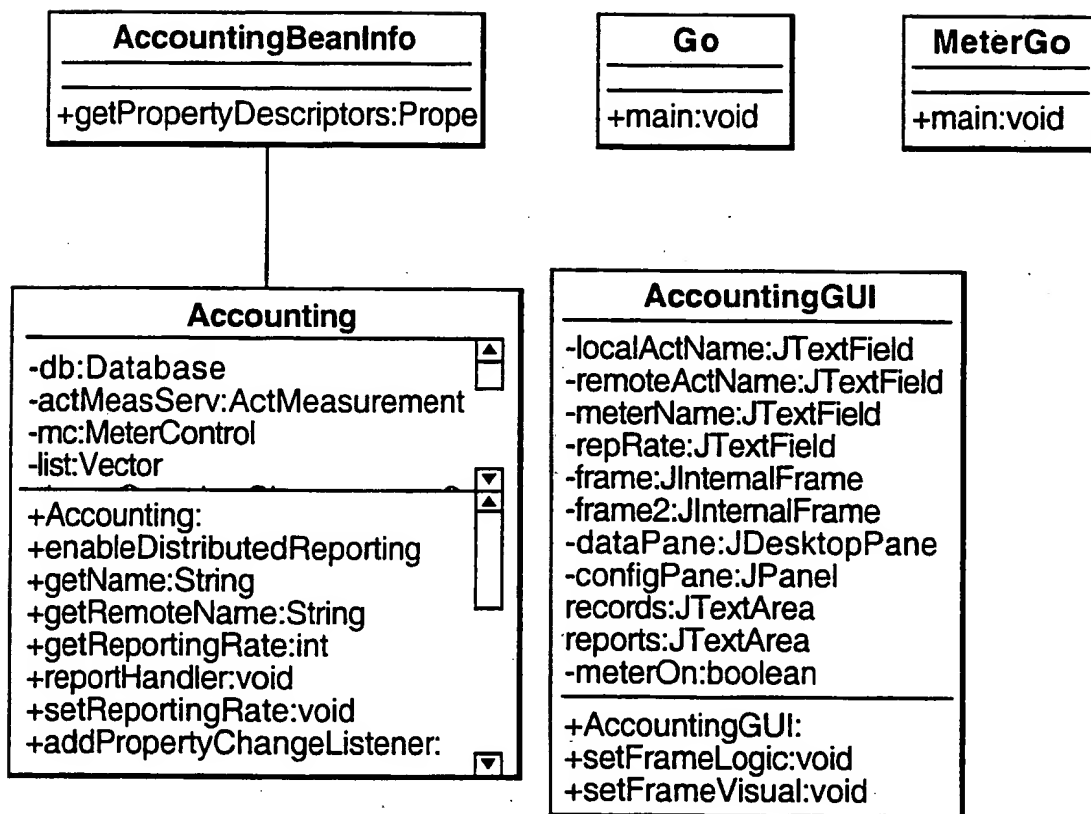 AccountingBeanInfo
+getPropertyDescriptors:Prope
Go
+main:void
MeterGo
+main:void
Accounting
-db:Database
-actMeasServ:ActMeasurement
-mc:MeterControl
-list:Vector
+Accounting:
+enableDistributedReporting
+getName:String
+getRemoteName:String
+getReportingRate:int
+reportHandler:void
+setReportingRate:void
+addPropertyChangeListener:
AccountingGUI
-localActName:JTextField
-remoteActName:JTextField
-meterName:JTextField
-repRate:JTextField
-frame:JInternalFrame
-frame2:JInternalFrame
-dataPane:JDesktopPane
-configPane:JPanel
records:JTextArea
reports:JTextArea
-meterOn:boolean
+AccountingGUI:
+setFrameLogic:void
+setFrameVisual:void